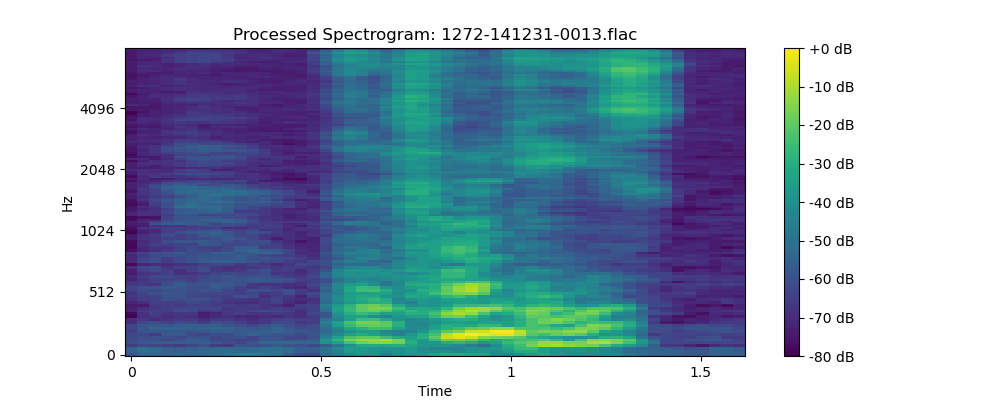 Processed Spectrogram: 1272-141231-0013.flac
Hz
4096
2048
1024
512
0
0
0.5
1
1.5
Time
+0 dB
-10 dB
-20 dB
-30 dB
-40 dB
-50 dB
-60 dB
-70 dB
-80 dB